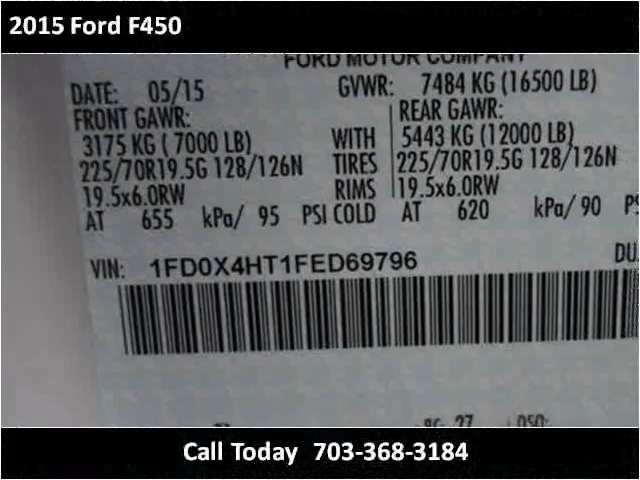 2015 Ford F450
FORD MOTOR COMPANY
DATE: 05/15 GVWR: 7484 KG (16500 LB)
FRONT GAWR: REAR GAWR:
3175 KG ( 7000 LB) WITH 5443 KG (12000 LB)
225/70R19.5G 128/126N TIRES 225/70R19.5G 128/126N
19.5x6.0RW RIMS 19.5x6.0RW
AT 655 kPa/ 95 PSI COLD AT 620 kPa/ 90
VIN: 1FD0X4HT1FED69796
Call Today 703-368-3184